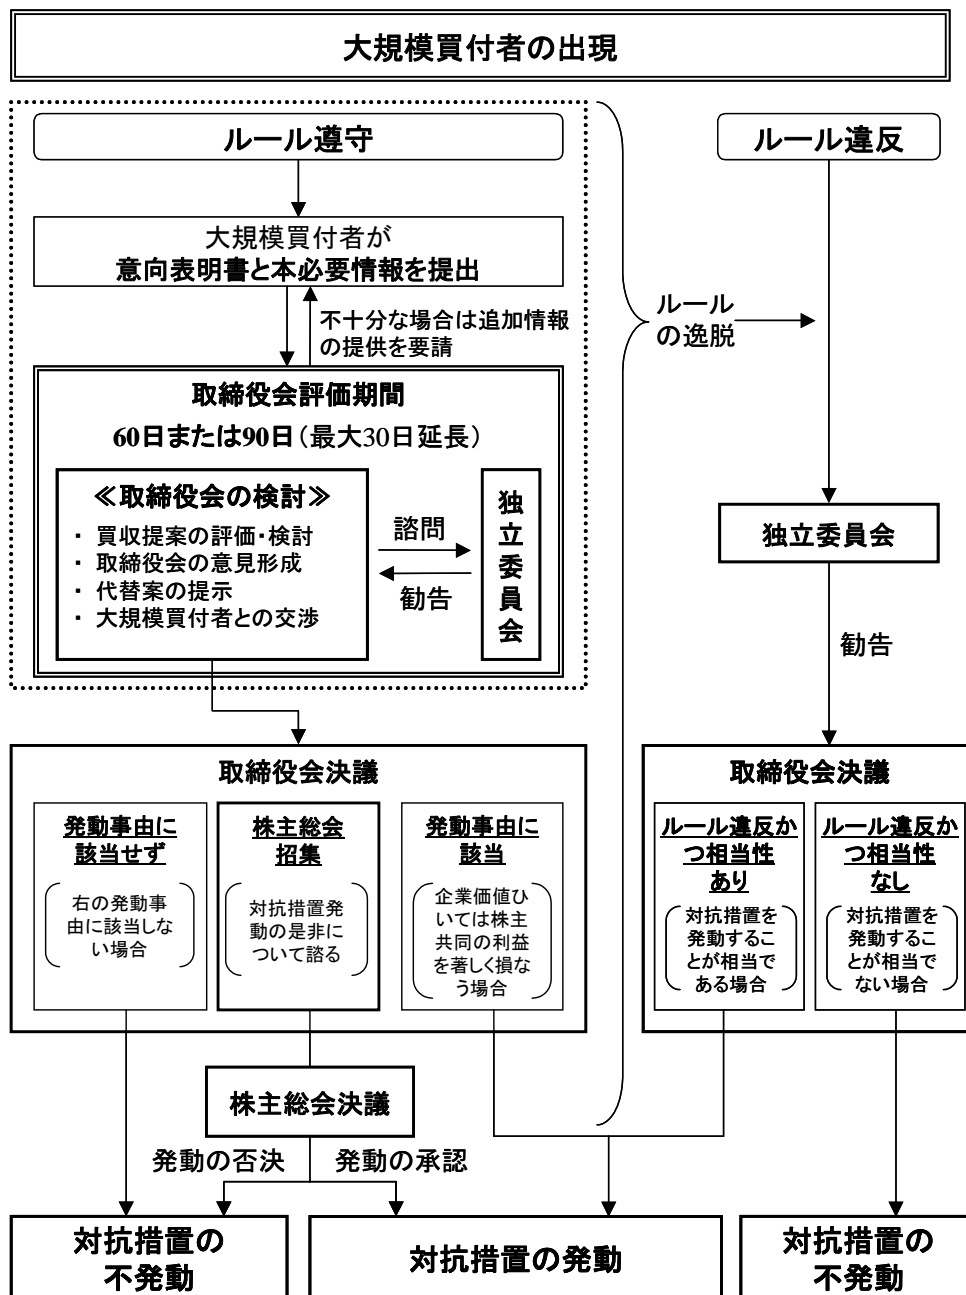 大規模買付者の出現
ルール遵守
ルール違反
大規模買付者が
意向表明書と本必要情報を提出
不十分な場合は追加情報
の提供を要請
ルール
の逸脱
取締役会評価期間
60日または90日（最大30日延長）
≪取締役会の検討≫
・ 買収提案の評価・検討
・ 取締役会の意見形成
・ 代替案の提示
・ 大規模買付者との交渉
諮問
勧告
独
立
委
員
会
独立委員会
勧告
取締役会決議
発動事由に
該当せず
右の発動事
由に該当しな
い場合
株主総会
招集
対抗措置発
動の是非に
ついて諮る
発動事由に
該当
企業価値ひ
いては株主
共同の利益
を著しく損な
う場合
取締役会決議
ルール違反か
つ相当性
あり
対抗措置を
発動するこ
とが相当で
ある場合
ルール違反か
つ相当性
なし
対抗措置を
発動するこ
とが相当で
ない場合
株主総会決議
発動の否決
発動の承認
対抗措置の
不発動
対抗措置の発動
対抗措置の
不発動